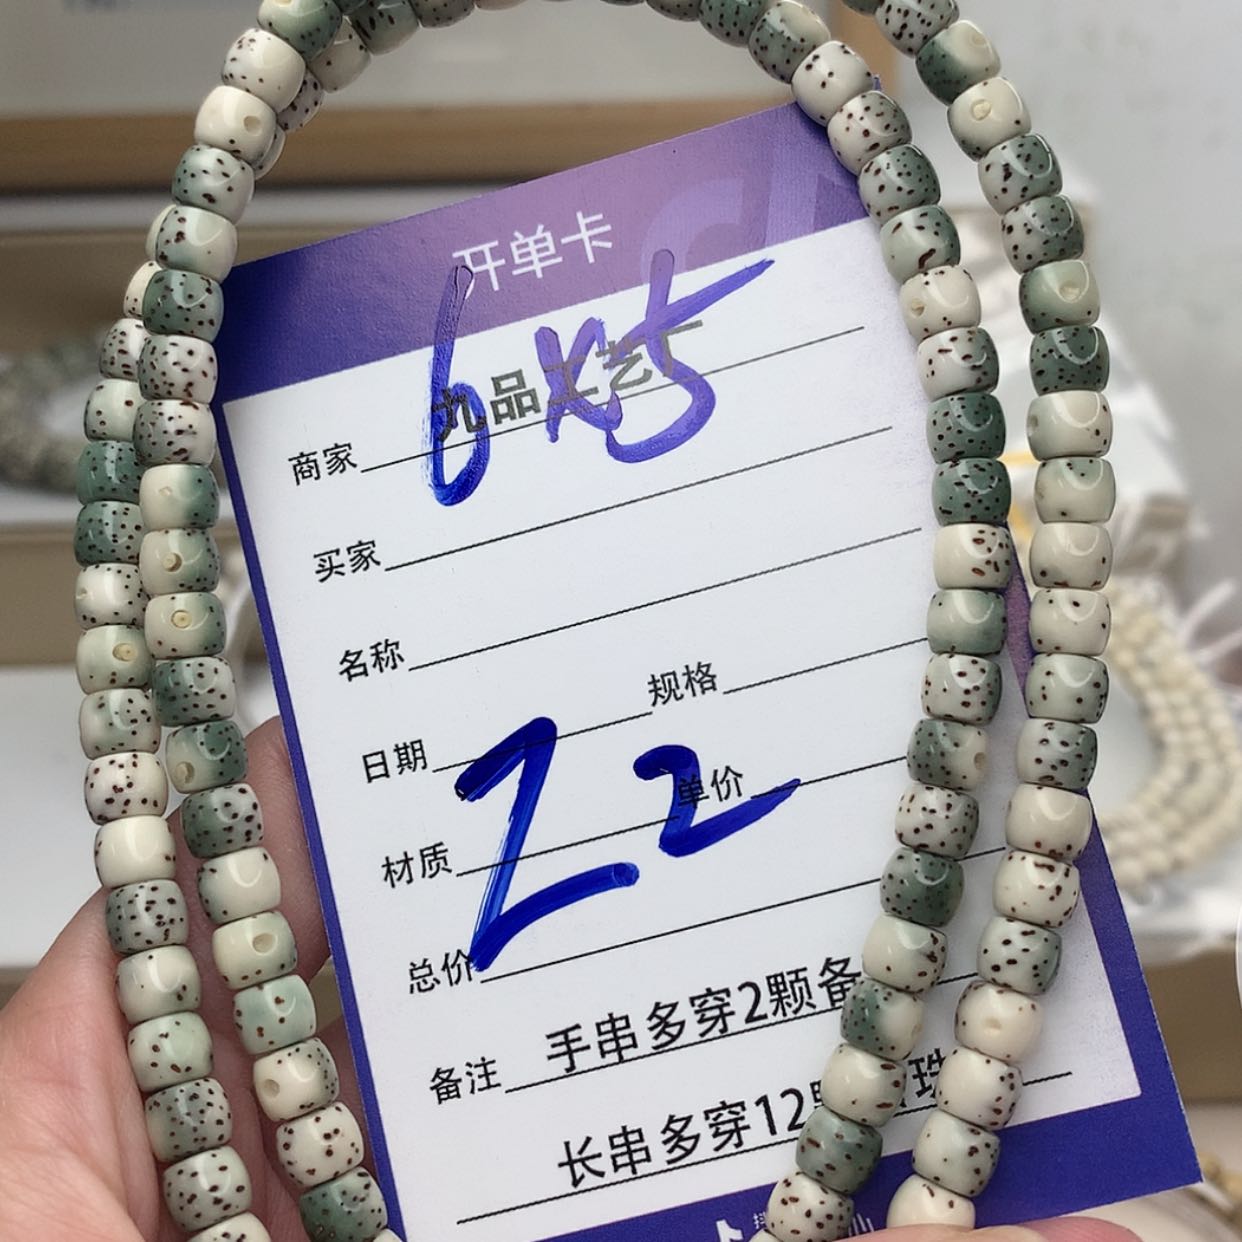 开单卡
6x5
商家 九品工艺厂
买家
名称
日期 规格
材质 单价
22
总价
备注 手串多穿2颗备
长串多穿12 珠